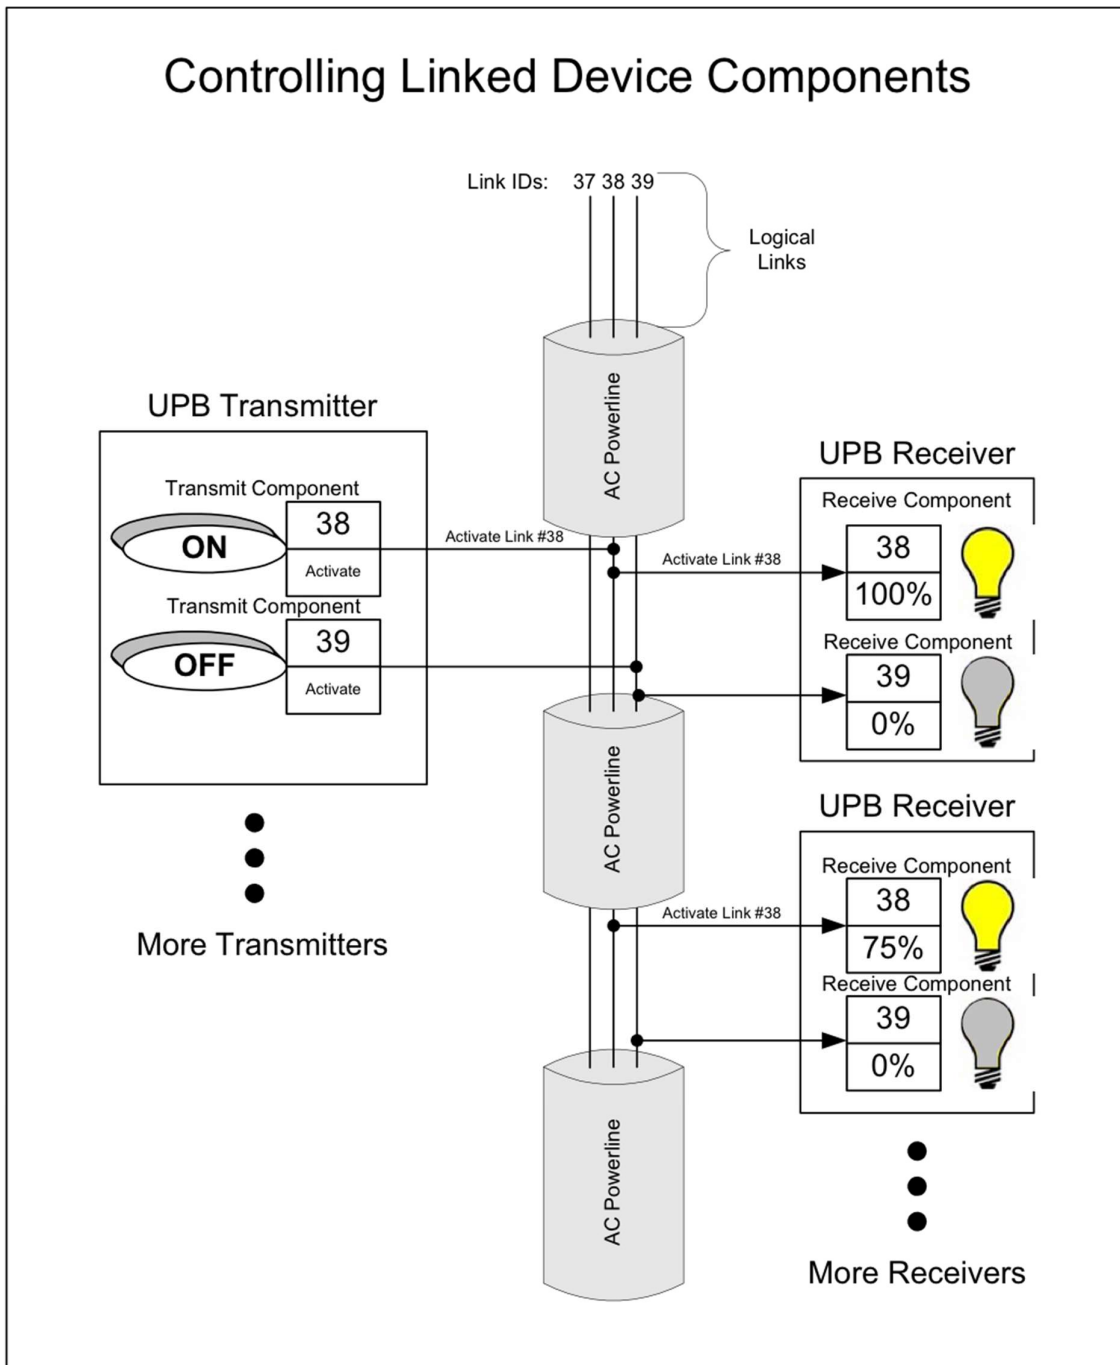 Controlling Linked Device Components
Link IDs: 37 38 39
Logical
Links
AC Powerline
UPB Transmitter
Transmit Component
ON
38
Activate
Activate Link #38
Transmit Component
OFF
39
Activate
More Transmitters
UPB Receiver
Receive Component
Activate Link #38
38
100%
Receive Component
39
0%
AC Powerline
UPB Receiver
Receive Component
Activate Link #38
38
75%
Receive Component
39
0%
AC Powerline
More Receivers